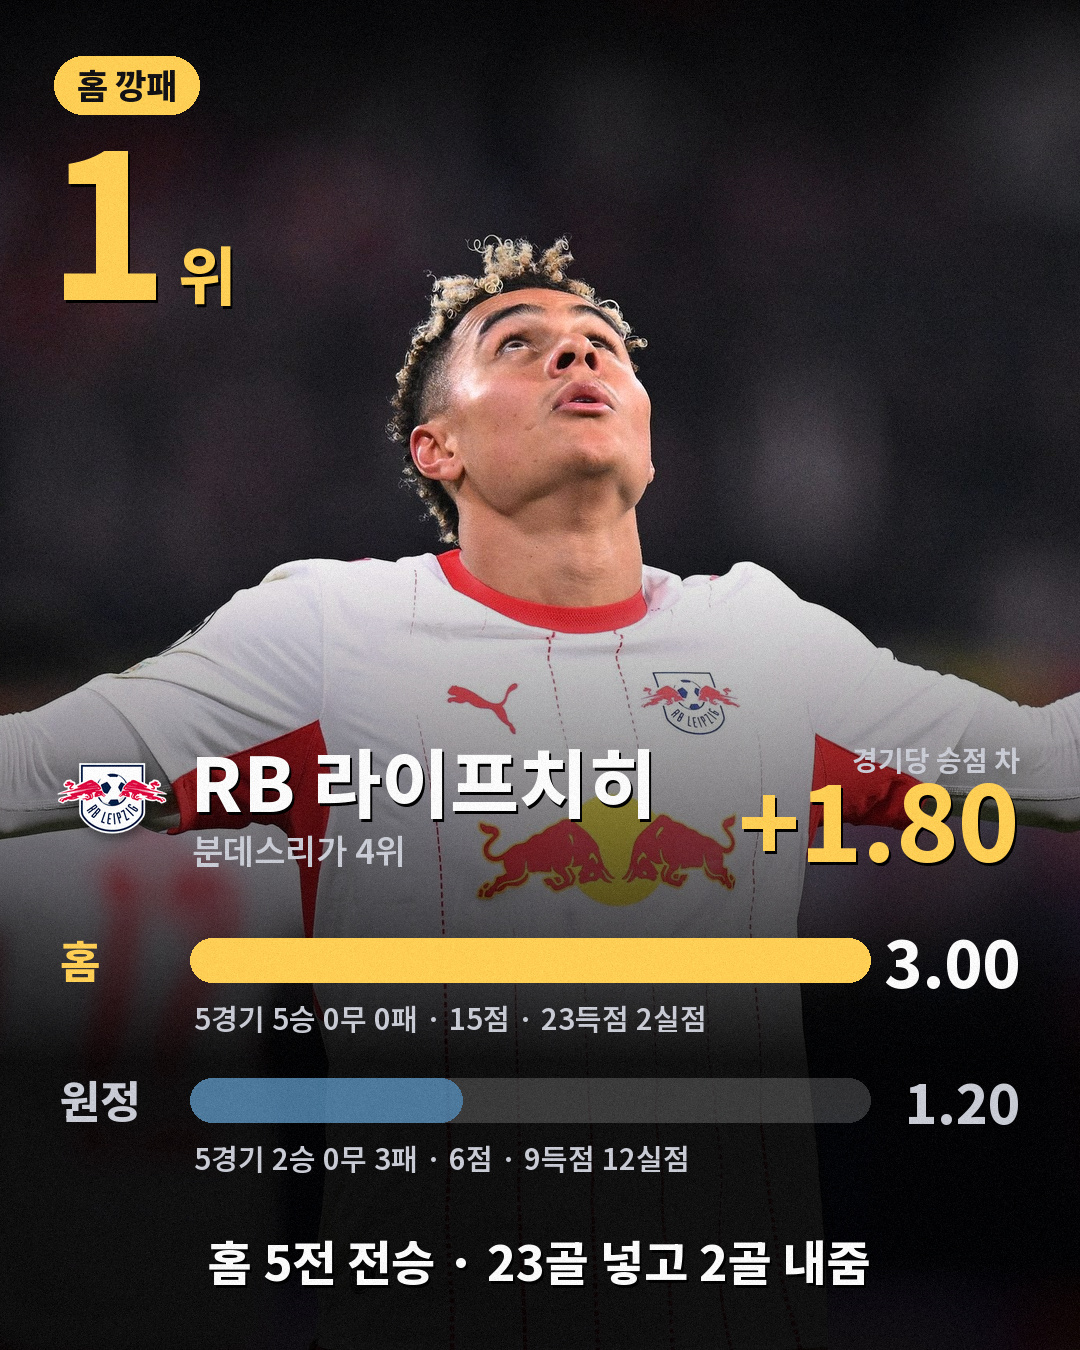 홈 깡패
1위
RB LEIPZIG
경기당 승점 차
RB 라이프치히
+1.80
RB LEIPZIG
분데스리가 4위
홈
3.00
5경기 5승 0무 0패 · 15점 · 23득점 2실점
원정
1.20
5경기 2승 0무 3패 · 6점 · 9득점 12실점
홈 5전 전승 · 23골 넣고 2골 내줌